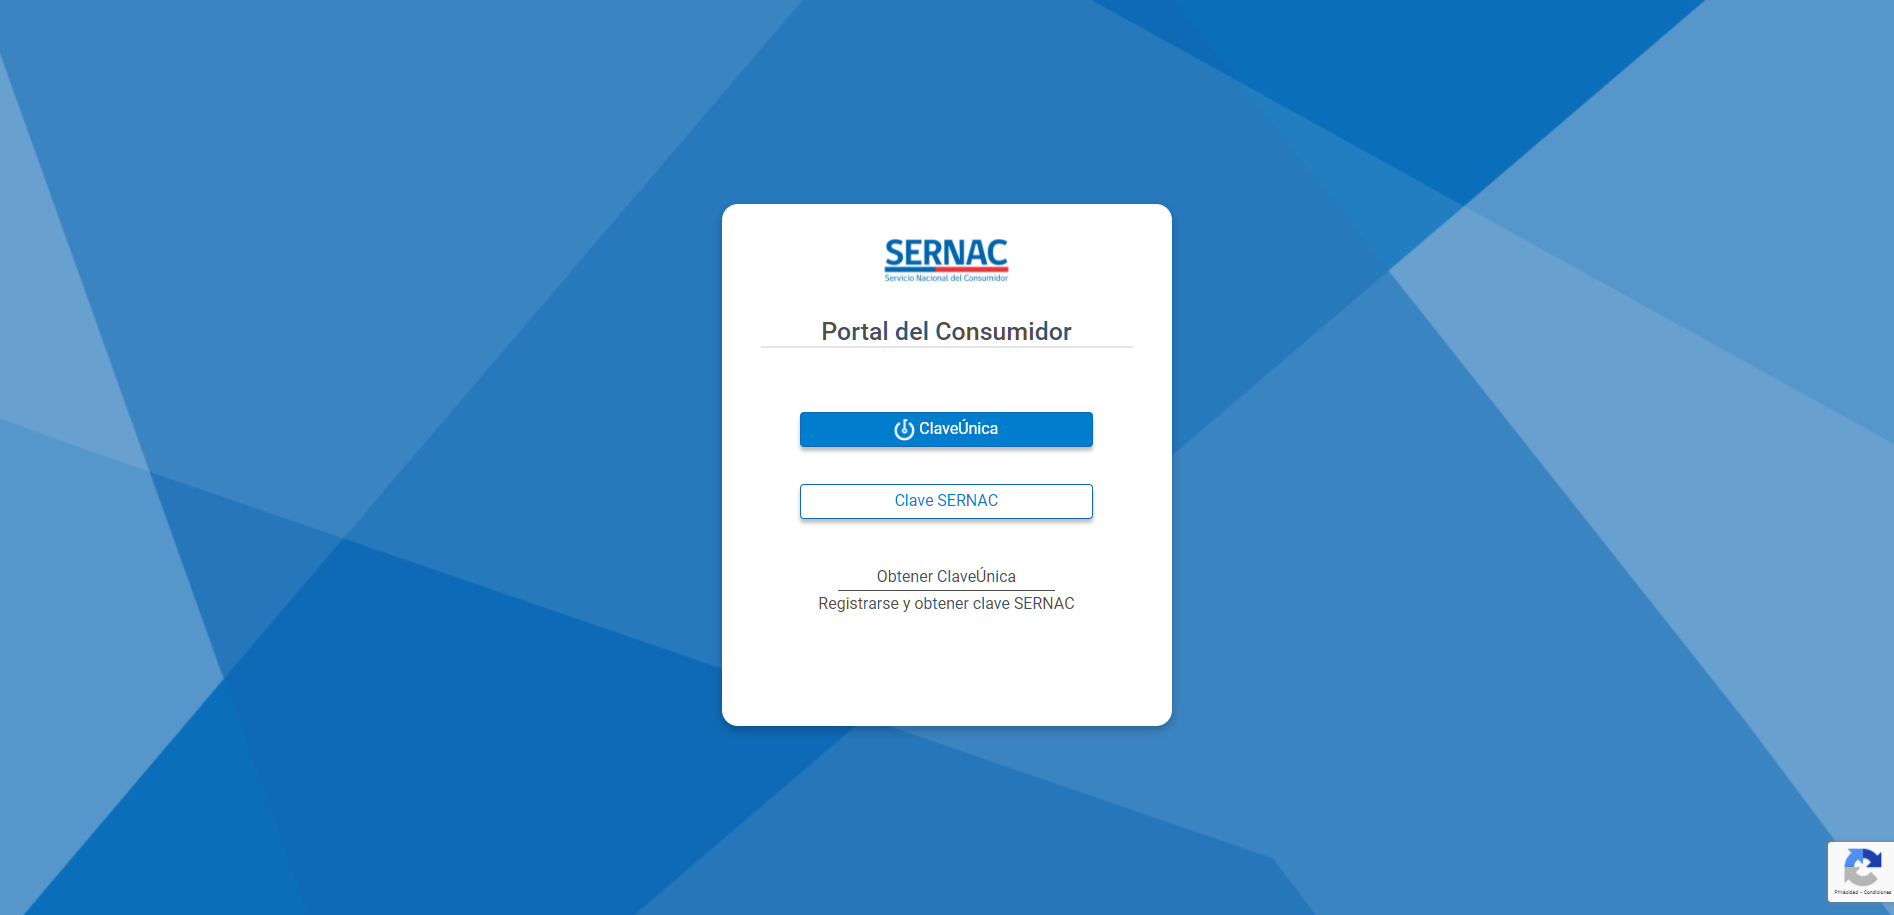 SERNAC
Servicio Nacional del Consumidor
Portal del Consumidor
ClaveÚnica
Clave SERNAC
Obtener ClaveÚnica
Registrarse y obtener clave SERNAC
Privacidad - Condiciones